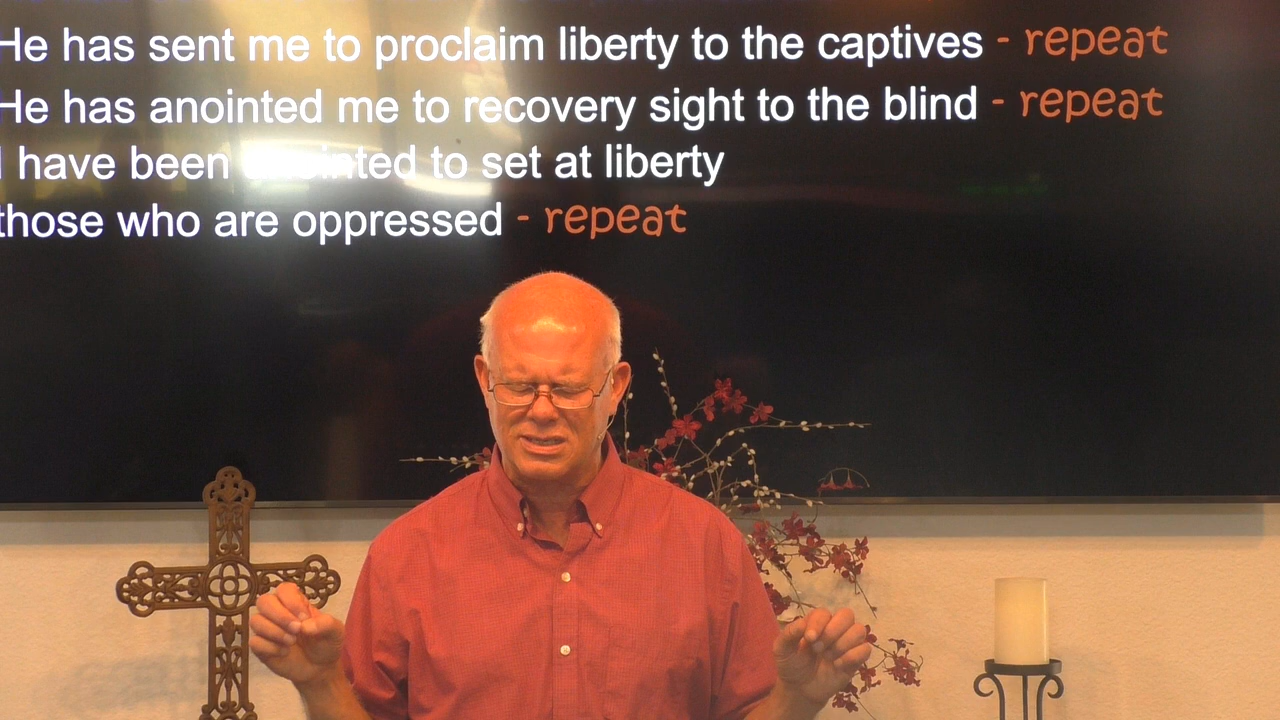 He has sent me to proclaim liberty to the captives - repeat
He has anointed me to recovery sight to the blind - repeat
I have been anointed to set at liberty
those who are oppressed - repeat